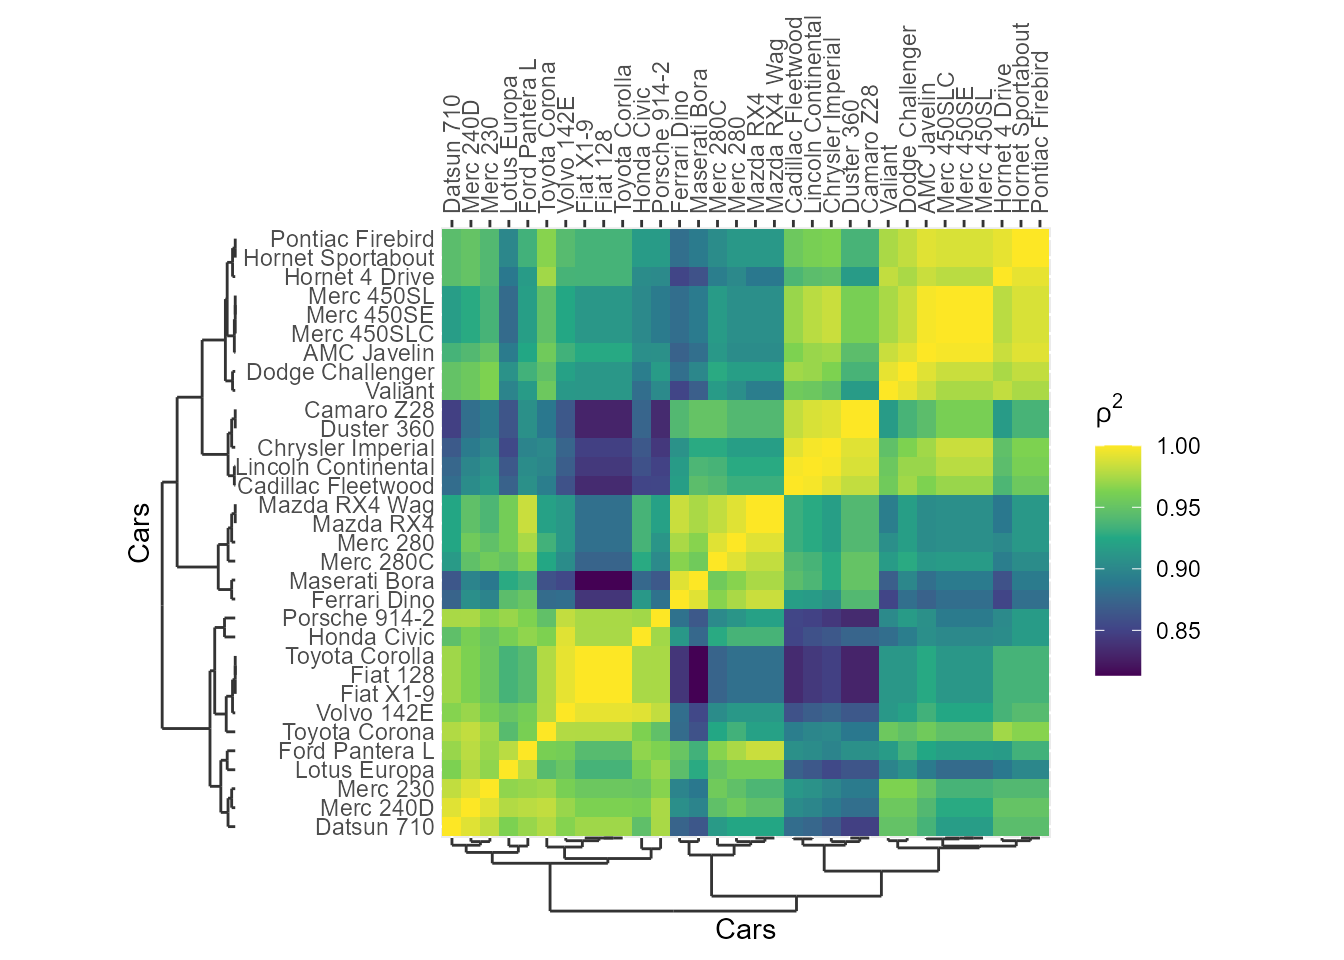 Datsun 710
Merc 240D
Merc 230
Lotus Europa
Ford Pantera L
Toyota Corona
Volvo 142E
Fiat X1-9
Fiat 128
Toyota Corolla
Honda Civic
Porsche 914-2
Ferrari Dino
Maserati Bora
Merc 280C
Merc 280
Mazda RX4
Mazda RX4 Wag
Cadillac Fleetwood
Lincoln Continental
Chrysler Imperial
Duster 360
Camaro Z28
Valiant
Dodge Challenger
AMC Javelin
Merc 450SLC
Merc 450SE
Merc 450SL
Hornet 4 Drive
Hornet Sportabout
Pontiac Firebird
Pontiac Firebird
Hornet Sportabout
Hornet 4 Drive
Merc 450SL
Merc 450SE
Merc 450SLC
AMC Javelin
Dodge Challenger
Valiant
Camaro Z28
Duster 360
Chrysler Imperial
Lincoln Continental
Cadillac Fleetwood
Mazda RX4 Wag
Mazda RX4
Merc 280
Merc 280C
Maserati Bora
Ferrari Dino
Porsche 914-2
Honda Civic
Toyota Corolla
Fiat 128
Fiat X1-9
Volvo 142E
Toyota Corona
Ford Pantera L
Lotus Europa
Merc 230
Merc 240D
Datsun 710
Cars
Cars
ρ²
1.00
0.95
0.90
0.85